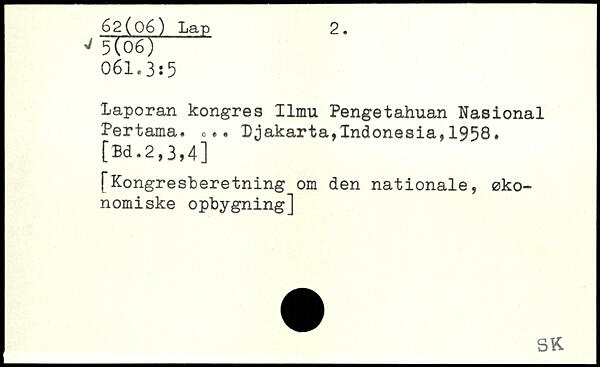 62(06) Lap 2.
✓ 5(06)
061.3:5
Laporan kongres Ilmu Pengetahuan Nasional
Pertama. ... Djakarta,Indonesia,1958.
[Bd.2,3,4]
[Kongresberetning om den nationale, øko-
nomiske opbygning]
SK